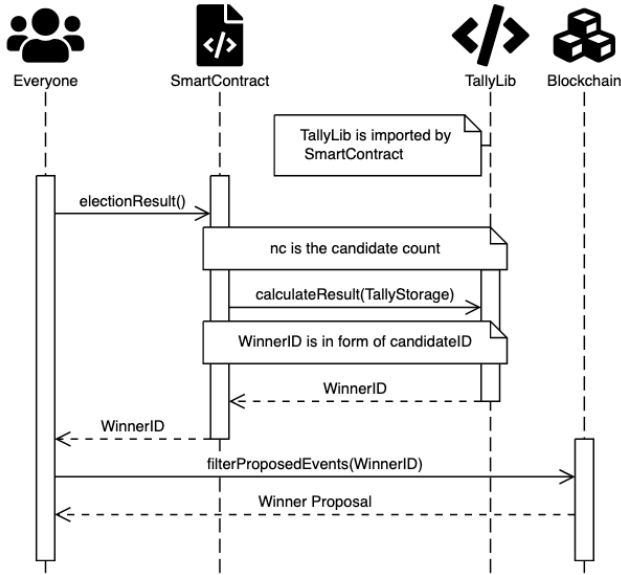 </>
</>
Everyone
SmartContract
TallyLib
Blockchain
TallyLib is imported by
SmartContract
electionResult()
nc is the candidate count
calculateResult(TallyStorage)
WinnerID is in form of candidateID
WinnerID
WinnerID
filterProposedEvents(WinnerID)
Winner Proposal